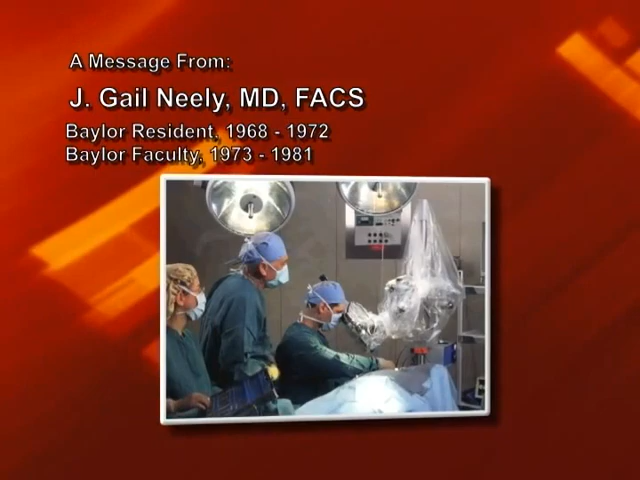 A Message From:
J. Gail Neely, MD, FACS
Baylor Resident, 1968 - 1972
Baylor Faculty, 1973 - 1981